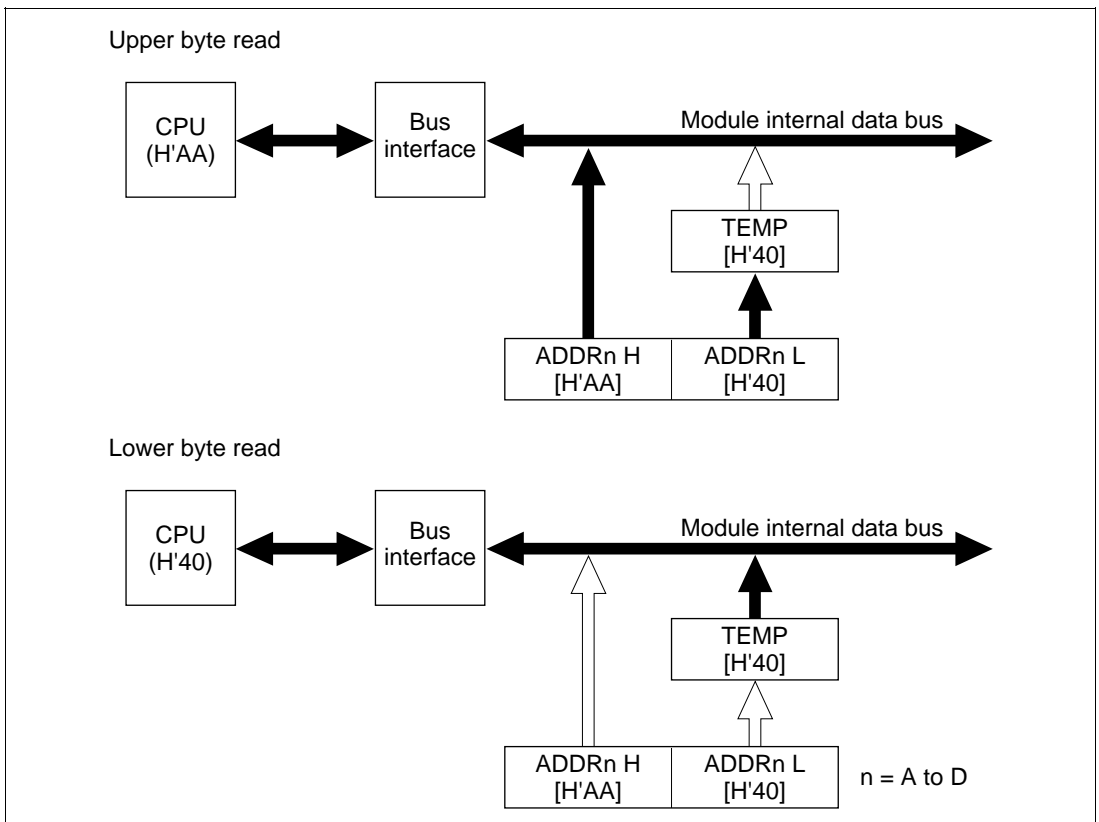 Upper byte read
CPU
(H'AA)
Bus
interface
Module internal data bus
TEMP
[H'40]
ADDRn H
[H'AA]
ADDRn L
[H'40]
Lower byte read
CPU
(H'40)
Bus
interface
Module internal data bus
TEMP
[H'40]
ADDRn H
[H'AA]
ADDRn L
[H'40]
n = A to D